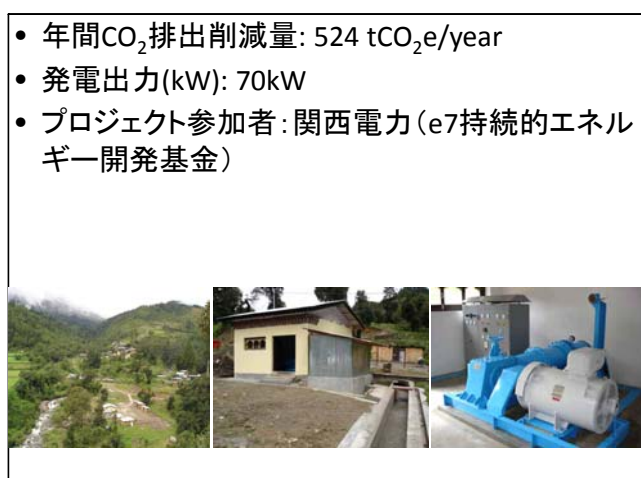 • 年間CO₂排出削減量: 524 tCO₂e/year
• 発電出力(kW): 70kW
• プロジェクト参加者：関西電力（e7持続的エネル
ギー開発基金）